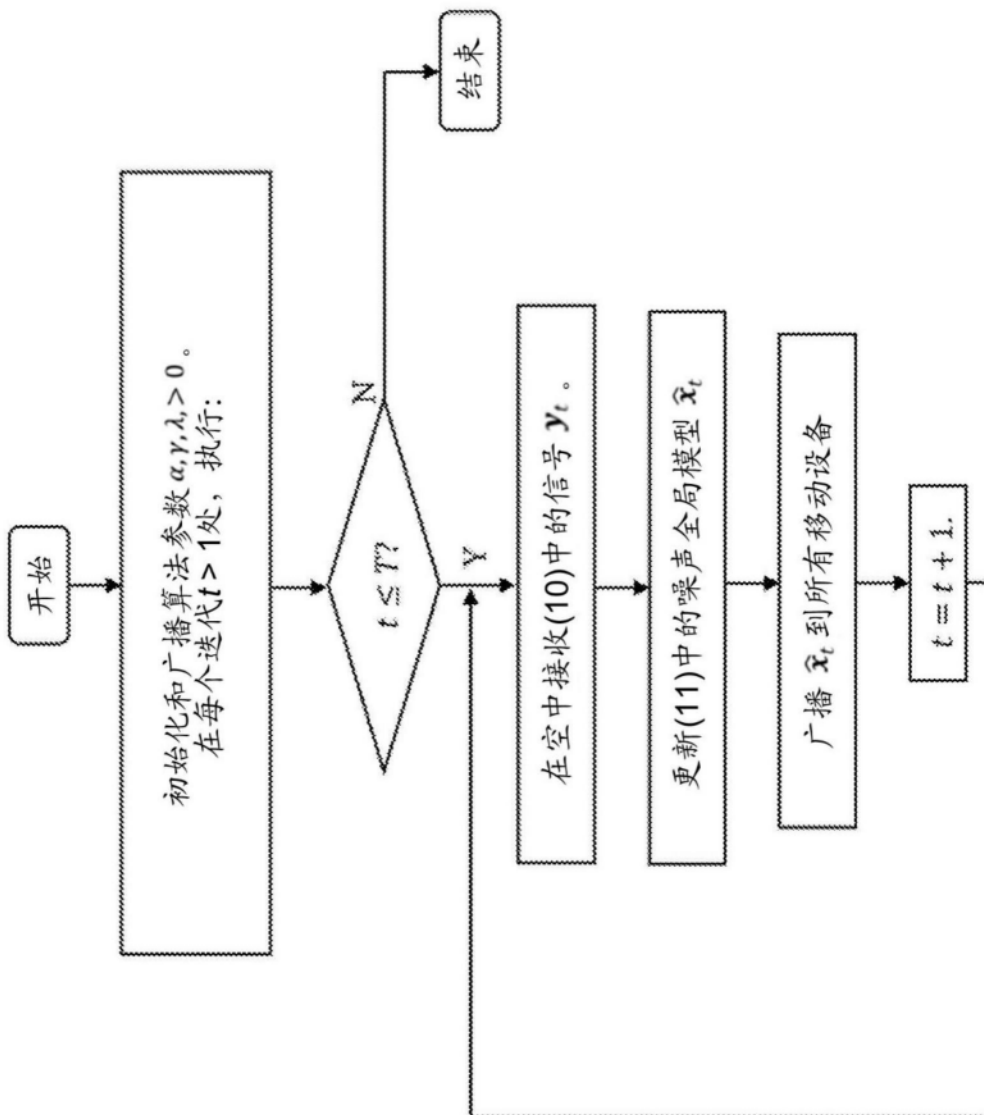 开始
初始化和广播算法参数 α,γ,λ,> 0 。
在每个迭代t > 1处，执行：
t ≤ T?
N
结束
Y
在空中接收(10)中的信号 yₜ 。
更新(11)中的噪声全局模型 x̂ₜ
广播 x̂ₜ 到所有移动设备
t = t + 1.